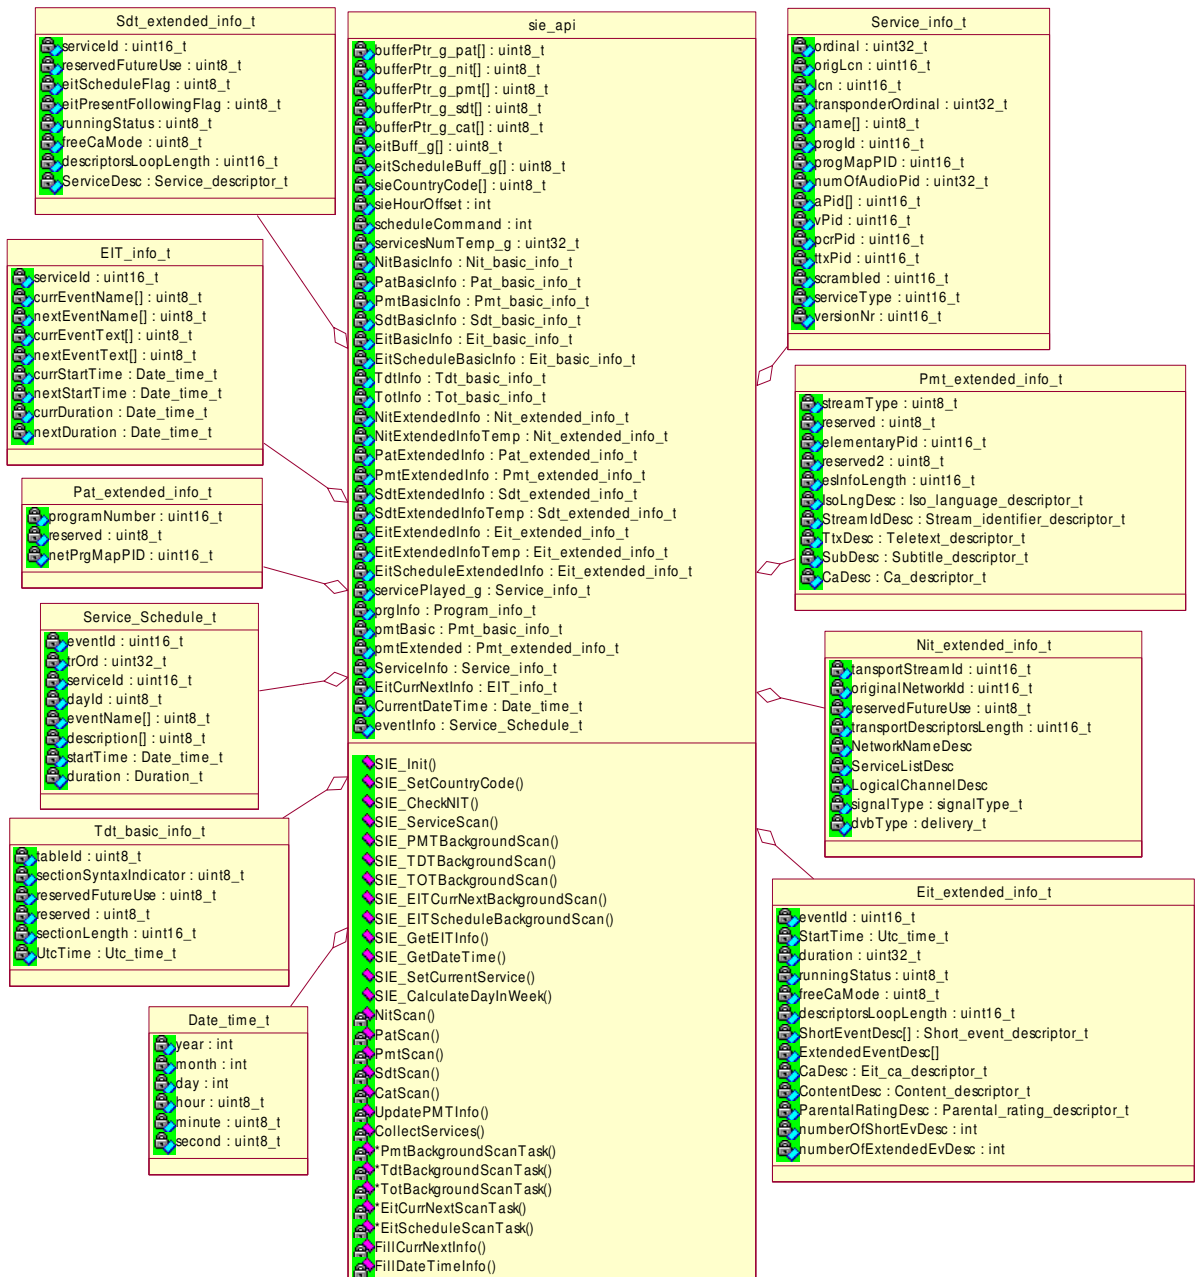 Sdt_extended_info_t
serviceId : uint16_t
reservedFutureUse : uint8_t
eitScheduleFlag : uint8_t
eitPresentFollowingFlag : uint8_t
runningStatus : uint8_t
freeCaMode : uint8_t
descriptorsLoopLength : uint16_t
ServiceDesc : Service_descriptor_t
EIT_info_t
serviceId : uint16_t
currEventName[] : uint8_t
nextEventName[] : uint8_t
currEventText[] : uint8_t
nextEventText[] : uint8_t
currStartTime : Date_time_t
nextStartTime : Date_time_t
currDuration : Date_time_t
nextDuration : Date_time_t
Pat_extended_info_t
programNumber : uint16_t
reserved : uint8_t
netPrgMapPID : uint16_t
Service_Schedule_t
eventId : uint16_t
trOrd : uint32_t
serviceId : uint16_t
dayId : uint8_t
eventName[] : uint8_t
description[] : uint8_t
startTime : Date_time_t
duration : Duration_t
Tdt_basic_info_t
tableId : uint8_t
sectionSyntaxIndicator : uint8_t
reservedFutureUse : uint8_t
reserved : uint8_t
sectionLength : uint16_t
UtcTime : Utc_time_t
Date_time_t
year : int
month : int
day : int
hour : uint8_t
minute : uint8_t
second : uint8_t
sie_api
bufferPtr_g_pat[] : uint8_t
bufferPtr_g_nit[] : uint8_t
bufferPtr_g_pmt[] : uint8_t
bufferPtr_g_sdt[] : uint8_t
bufferPtr_g_cat[] : uint8_t
eitBuff_g[] : uint8_t
eitScheduleBuff_g[] : uint8_t
sieCountryCode[] : uint8_t
sieHourOffset : int
scheduleCommand : int
servicesNumTemp_g : uint32_t
NitBasicInfo : Nit_basic_info_t
PatBasicInfo : Pat_basic_info_t
PmtBasicInfo : Pmt_basic_info_t
SdtBasicInfo : Sdt_basic_info_t
EitBasicInfo : Eit_basic_info_t
EitScheduleBasicInfo : Eit_basic_info_t
TdtInfo : Tdt_basic_info_t
TotInfo : Tot_basic_info_t
NitExtendedInfo : Nit_extended_info_t
NitExtendedInfoTemp : Nit_extended_info_t
PatExtendedInfo : Pat_extended_info_t
PmtExtendedInfo : Pmt_extended_info_t
SdtExtendedInfo : Sdt_extended_info_t
SdtExtendedInfoTemp : Sdt_extended_info_t
EitExtendedInfo : Eit_extended_info_t
EitExtendedInfoTemp : Eit_extended_info_t
EitScheduleExtendedInfo : Eit_extended_info_t
servicePlayed_g : Service_info_t
prgInfo : Program_info_t
pmtBasic : Pmt_basic_info_t
pmtExtended : Pmt_extended_info_t
ServiceInfo : Service_info_t
EitCurrNextInfo : EIT_info_t
CurrentDateTime : Date_time_t
eventInfo : Service_Schedule_t
SIE_Init()
SIE_SetCountryCode()
SIE_CheckNIT()
SIE_ServiceScan()
SIE_PMTBackgroundScan()
SIE_TDTBackgroundScan()
SIE_TOTBackgroundScan()
SIE_EITCurrNextBackgroundScan()
SIE_EITScheduleBackgroundScan()
SIE_GetEITInfo()
SIE_GetDateTime()
SIE_SetCurrentService()
SIE_CalculateDayInWeek()
NitScan()
PatScan()
PmtScan()
SdtScan()
CatScan()
UpdatePMTInfo()
CollectServices()
*PmtBackgroundScanTask()
*TdtBackgroundScanTask()
*TotBackgroundScanTask()
*EitCurrNextScanTask()
*EitScheduleScanTask()
FillCurrNextInfo()
FillDateTimeInfo()
Service_info_t
ordinal : uint32_t
origLcn : uint16_t
lcn : uint16_t
transponderOrdinal : uint32_t
name[] : uint8_t
progId : uint16_t
progMapPID : uint16_t
numOfAudioPid : uint32_t
aPid[] : uint16_t
vPid : uint16_t
pcrPid : uint16_t
ttxPid : uint16_t
scrambled : uint16_t
serviceType : uint16_t
versionNr : uint16_t
Pmt_extended_info_t
streamType : uint8_t
reserved : uint8_t
elementaryPid : uint16_t
reserved2 : uint8_t
esInfoLength : uint16_t
IsoLngDesc : Iso_language_descriptor_t
StreamIdDesc : Stream_identifier_descriptor_t
TtxDesc : Teletext_descriptor_t
SubDesc : Subtitle_descriptor_t
CaDesc : Ca_descriptor_t
Nit_extended_info_t
tansportStreamId : uint16_t
originalNetworkId : uint16_t
reservedFutureUse : uint8_t
transportDescriptorsLength : uint16_t
NetworkNameDesc
ServiceListDesc
LogicalChannelDesc
signalType : signalType_t
dvbType : delivery_t
Eit_extended_info_t
eventId : uint16_t
StartTime : Utc_time_t
duration : uint32_t
runningStatus : uint8_t
freeCaMode : uint8_t
descriptorsLoopLength : uint16_t
ShortEventDesc[] : Short_event_descriptor_t
ExtendedEventDesc[]
CaDesc : Eit_ca_descriptor_t
ContentDesc : Content_descriptor_t
ParentalRatingDesc : Parental_rating_descriptor_t
numberOfShortEvDesc : int
numberOfExtendedEvDesc : int